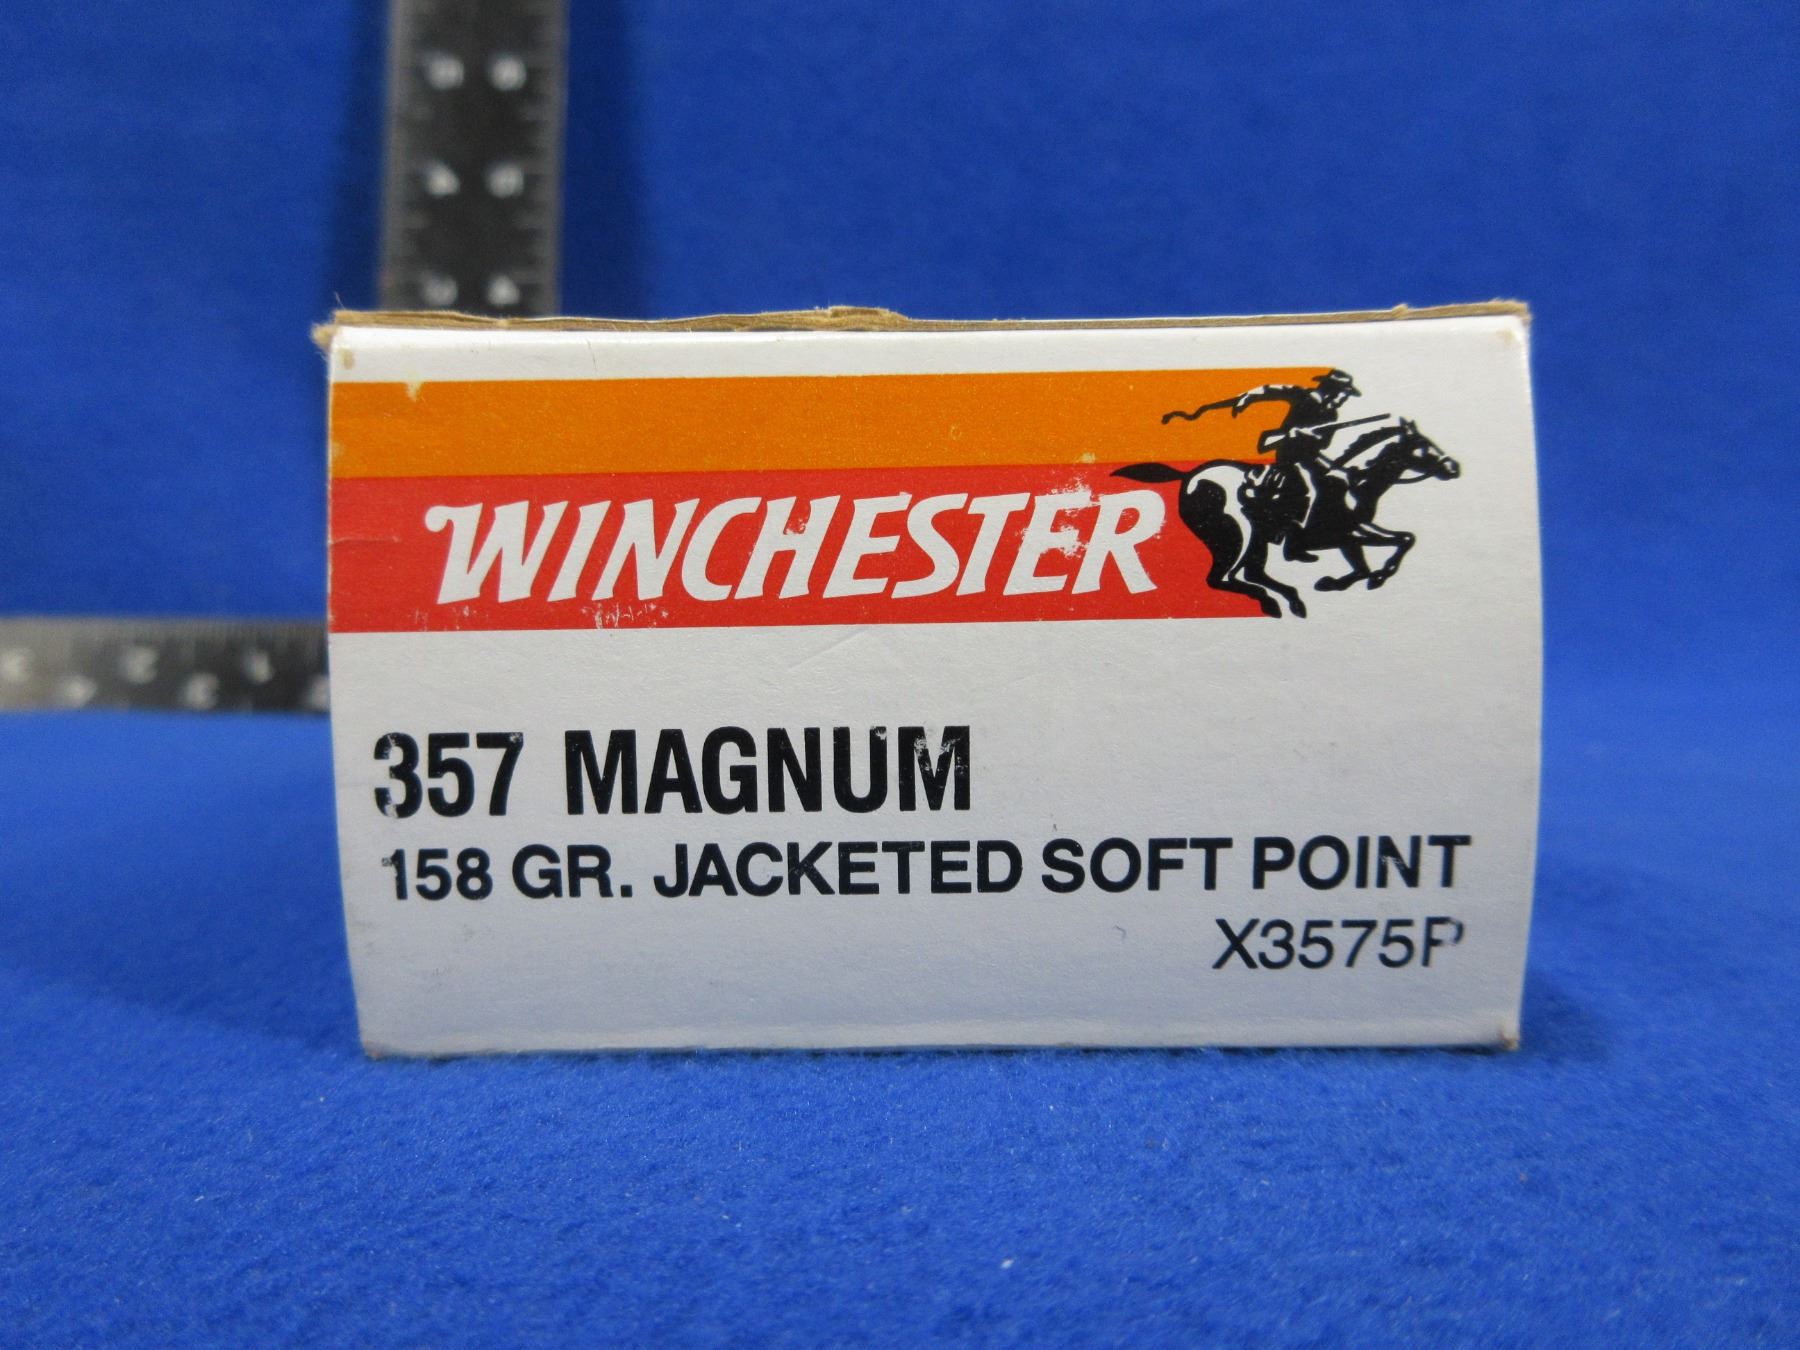 WINCHESTER
357 MAGNUM
158 GR. JACKETED SOFT POINT
X3575P